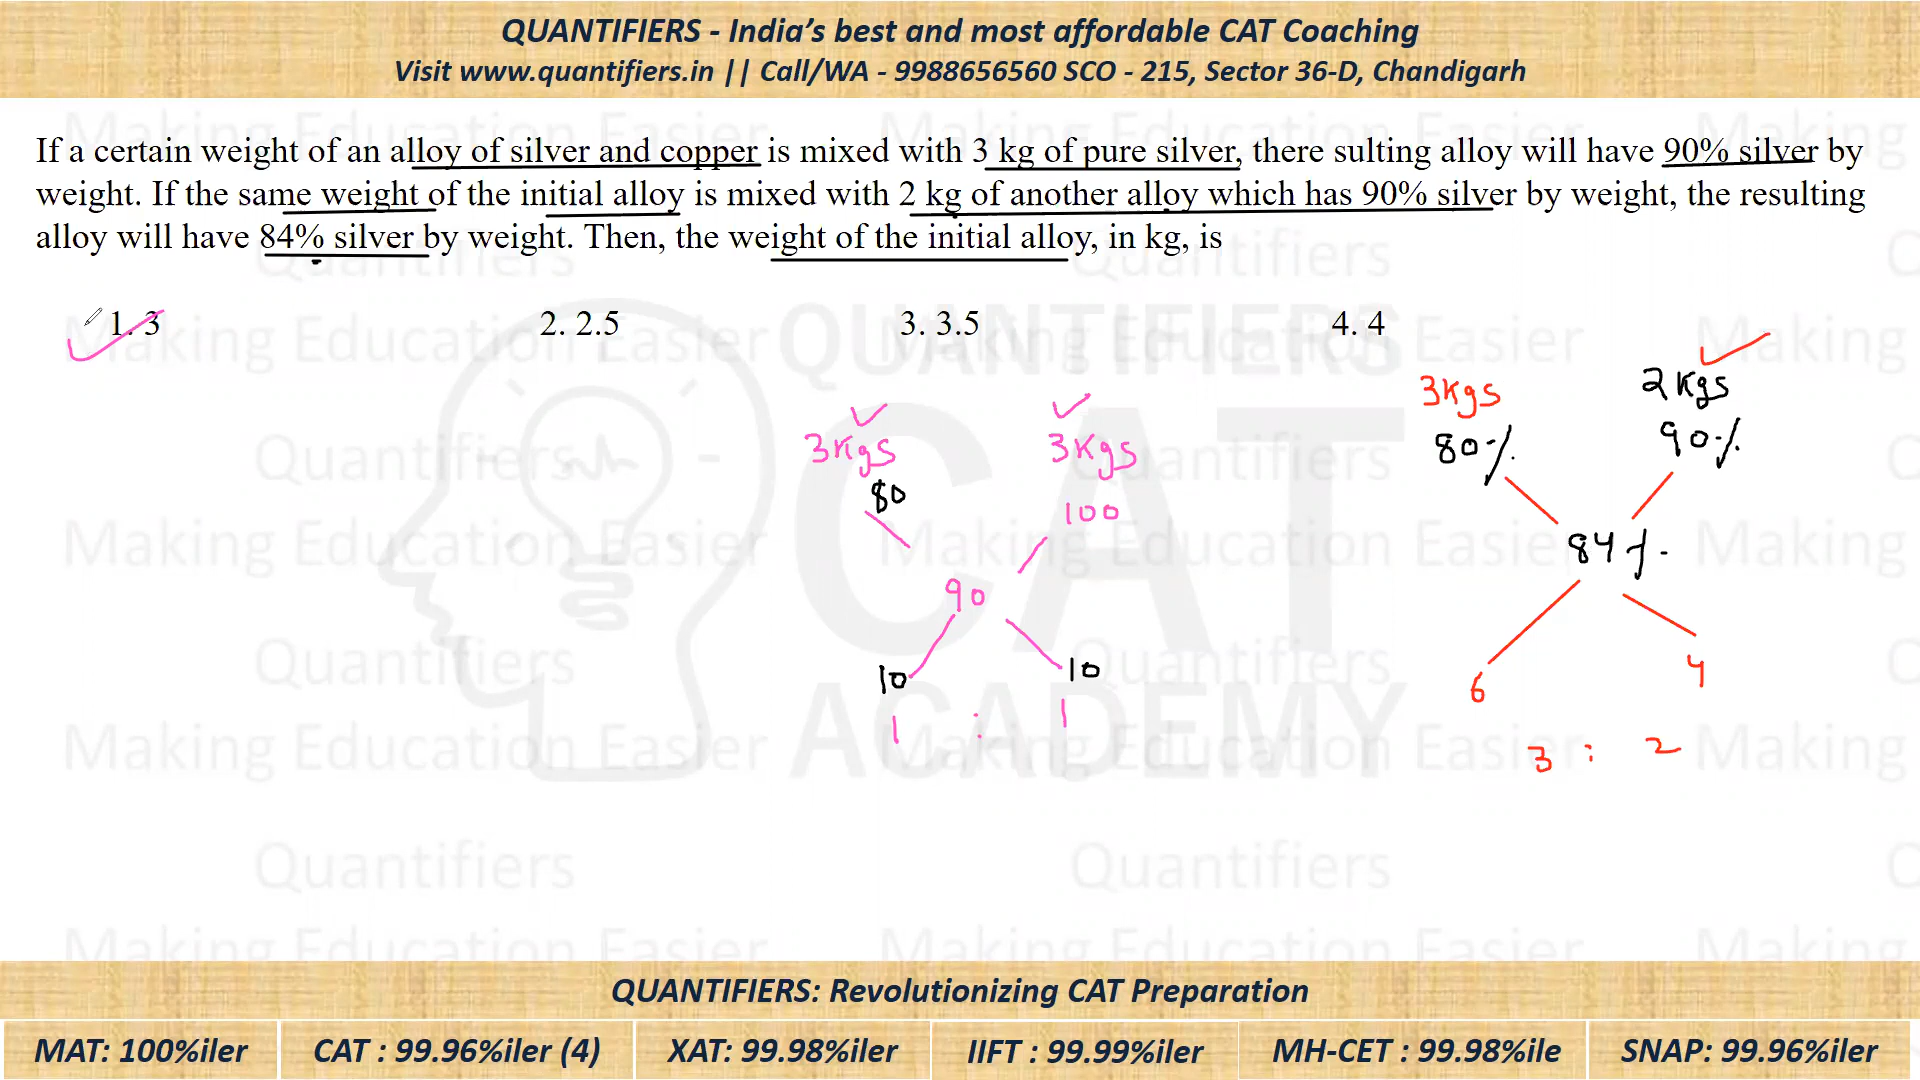 QUANTIFIERS - India's best and most affordable CAT Coaching
Visit www.quantifiers.in || Call/WA - 9988656560 SCO - 215, Sector 36-D, Chandigarh
If a certain weight of an alloy of silver and copper is mixed with 3 kg of pure silver, there sulting alloy will have 90% silver by
weight. If the same weight of the initial alloy is mixed with 2 kg of another alloy which has 90% silver by weight, the resulting
alloy will have 84% silver by weight. Then, the weight of the initial alloy, in kg, is
1. 3 2. 2.5 3. 3.5 4. 4
3kgs 2kgs
80% 90%
84%
6 4
3 : 2
3kgs 3kgs
80 100
90
10 10
1 : 1
QUANTIFIERS
CAT
ACADEMY
Making Education Easier
Quantifiers
QUANTIFIERS: Revolutionizing CAT Preparation
MAT: 100%iler CAT : 99.96%iler (4) XAT: 99.98%iler IIFT : 99.99%iler MH-CET : 99.98%ile SNAP: 99.96%iler